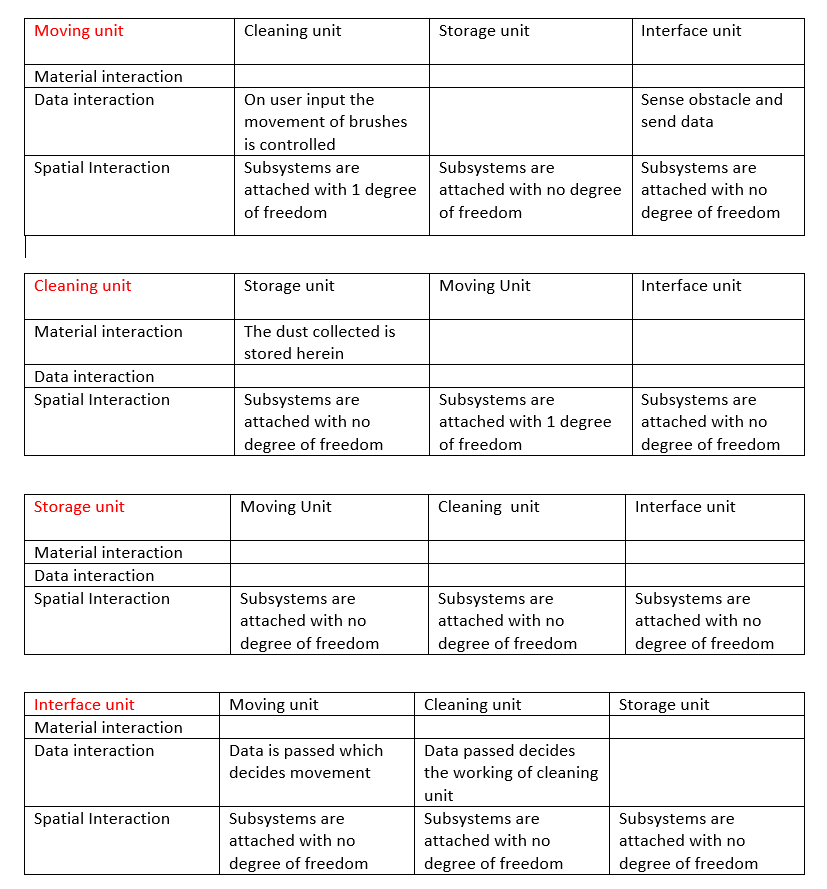 Moving unit Cleaning unit Storage unit Interface unit
Material interaction
Data interaction On user input the Sense obstacle and
movement of brushes send data
is controlled
Spatial Interaction Subsystems are Subsystems are Subsystems are
attached with 1 degree attached with no degree attached with no
of freedom of freedom degree of freedom
Cleaning unit Storage unit Moving Unit Interface unit
Material interaction The dust collected is
stored herein
Data interaction
Spatial Interaction Subsystems are Subsystems are Subsystems are
attached with no attached with 1 degree attached with no
degree of freedom of freedom degree of freedom
Storage unit Moving Unit Cleaning  unit Interface unit
Material interaction
Data interaction
Spatial Interaction Subsystems are Subsystems are Subsystems are
attached with no attached with no attached with no
degree of freedom degree of freedom degree of freedom
Interface unit Moving unit Cleaning unit Storage unit
Material interaction
Data interaction Data is passed which Data passed decides
decides movement the working of cleaning
unit
Spatial Interaction Subsystems are Subsystems are Subsystems are
attached with no attached with no attached with no
degree of freedom degree of freedom degree of freedom